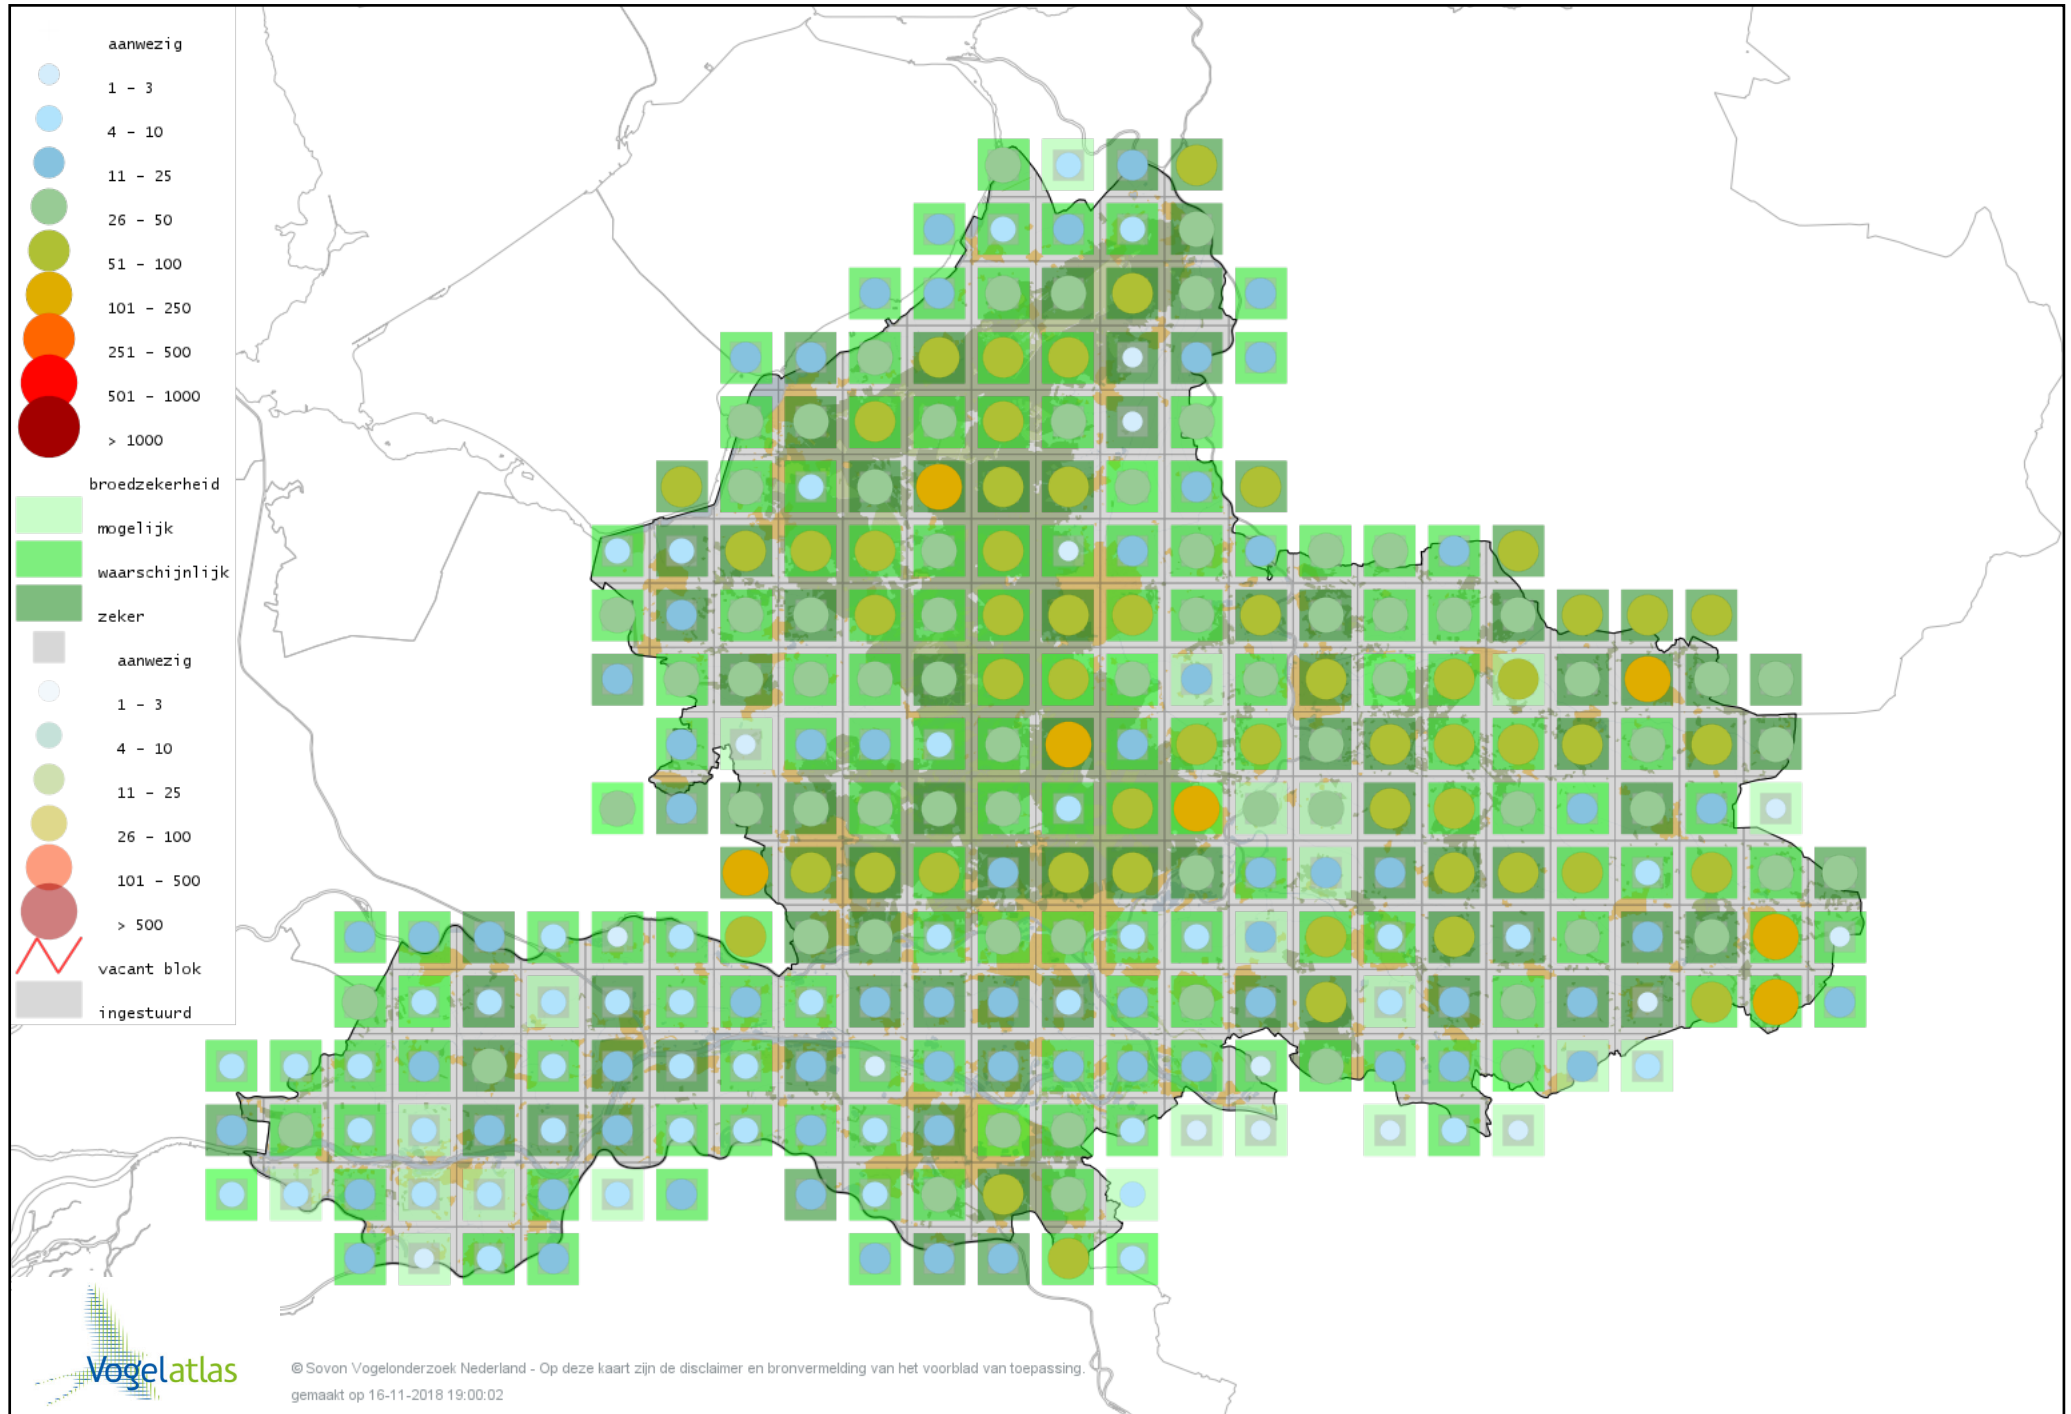 aanwezig
1 - 3
4 - 10
11 - 25
26 - 50
51 - 100
101 - 250
251 - 500
501 - 1000
> 1000
broedzekerheid
mogelijk
waarschijnlijk
zeker
aanwezig
1 - 3
4 - 10
11 - 25
26 - 100
101 - 500
> 500
vacant blok
ingestuurd
Vogelatlas
© Sovon Vogelonderzoek Nederland - Op deze kaart zijn de disclaimer en bronvermelding van het voorblad van toepassing.
gemaakt op 16-11-2018 19:00:02